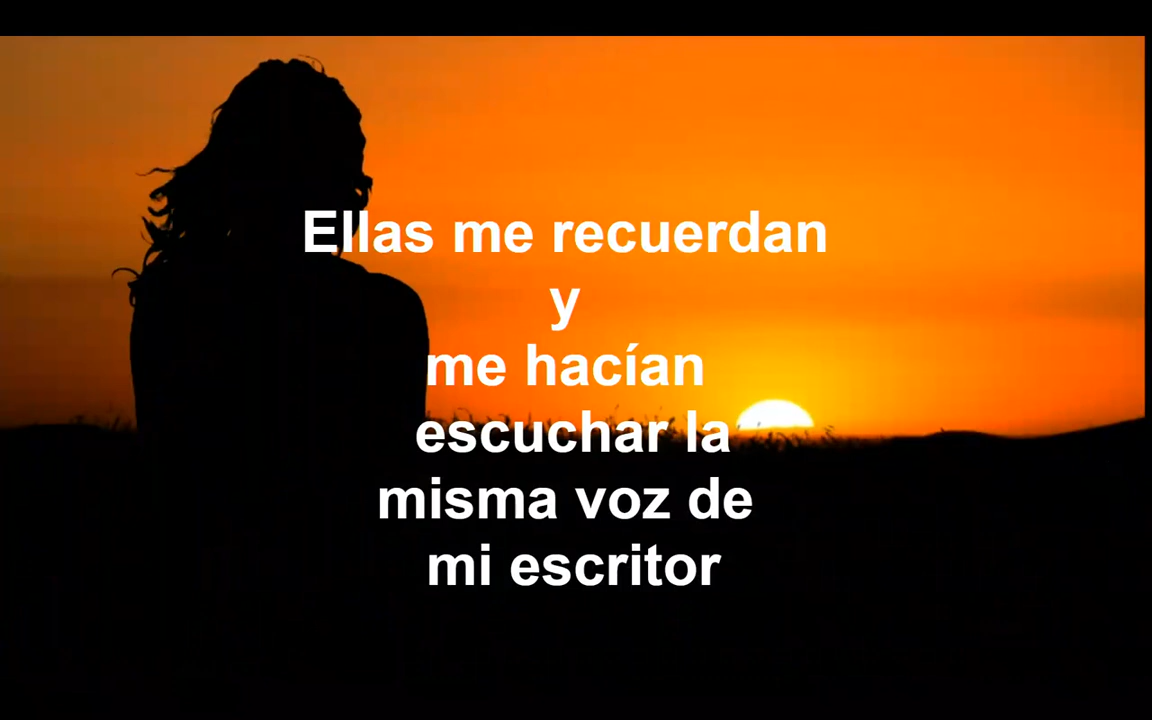 Ellas me recuerdan
y
me hacían
escuchar la
misma voz de
mi escritor